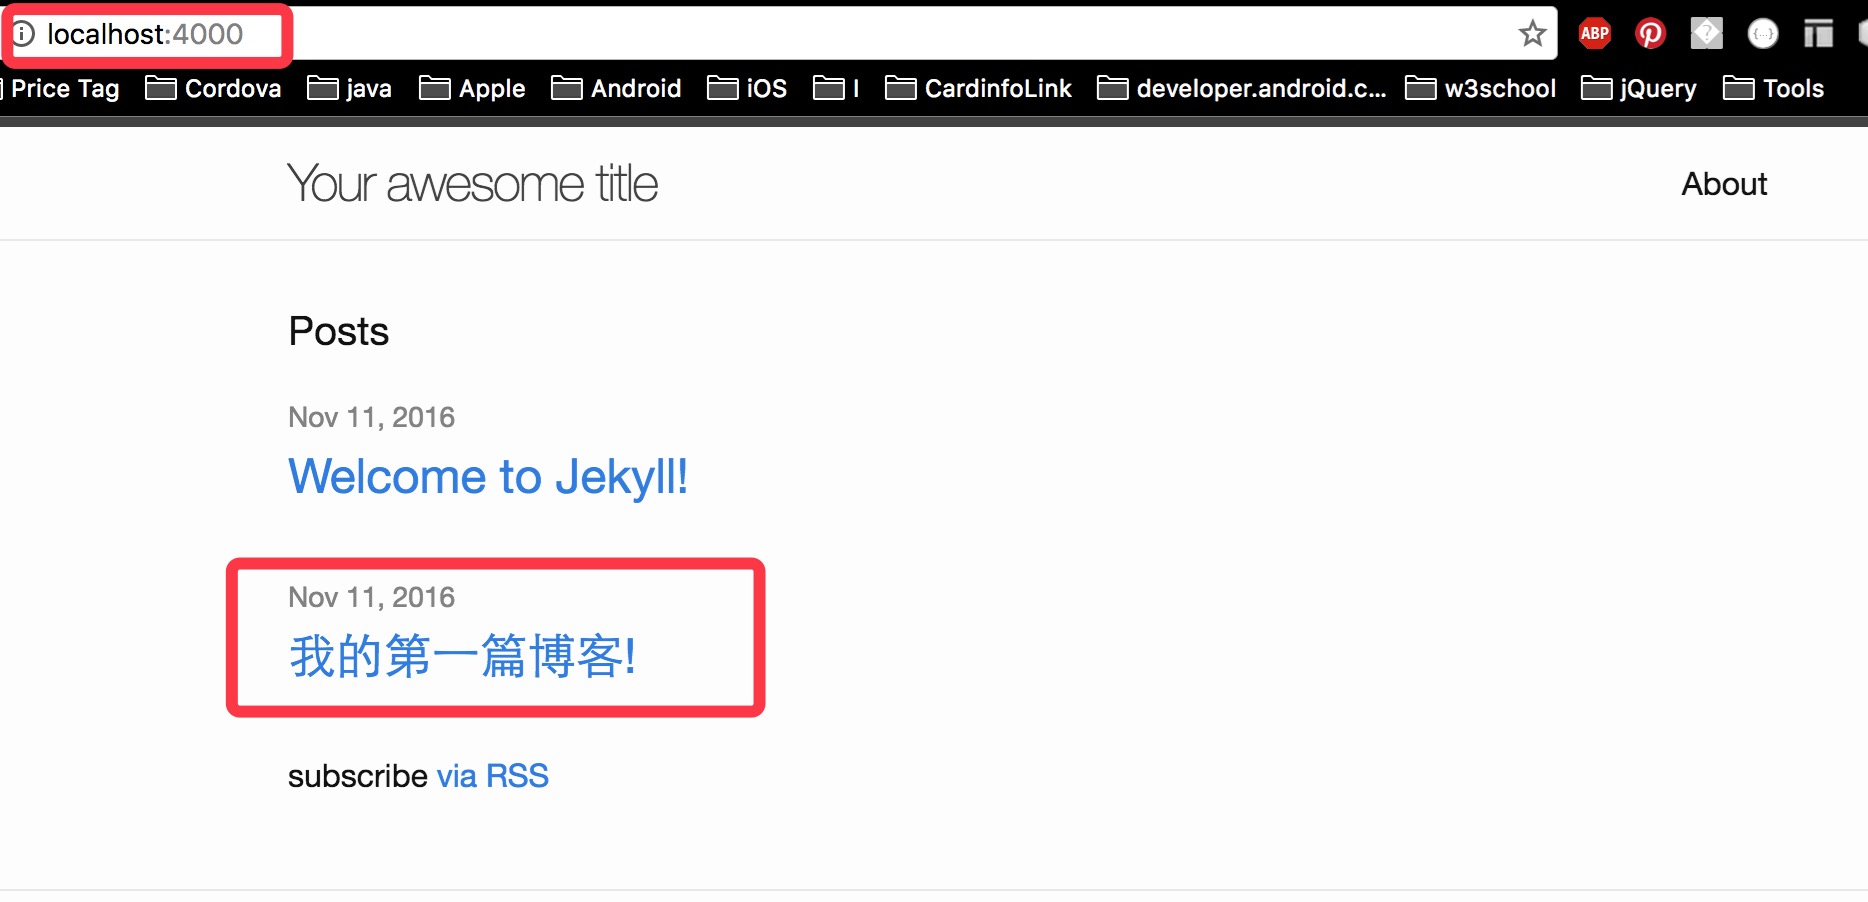 localhost:4000
ABP
Price Tag Cordova java Apple Android iOS I CardinfoLink developer.android.c... w3school jQuery Tools
Your awesome title
About
Posts
Nov 11, 2016
Welcome to Jekyll!
Nov 11, 2016
我的第一篇博客!
subscribe via RSS